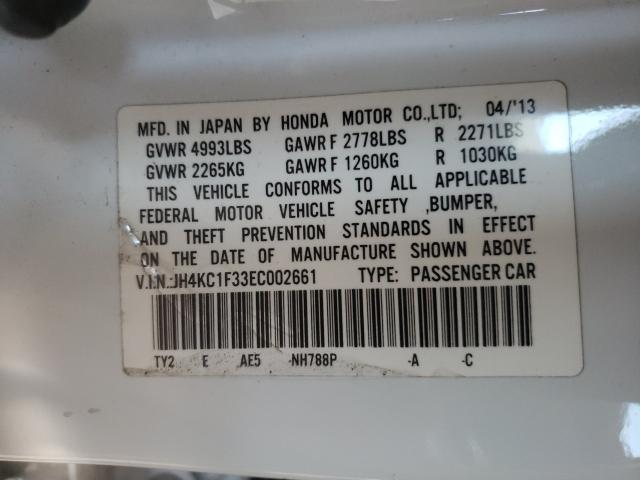 MFD. IN JAPAN BY HONDA MOTOR CO.,LTD; 04/'13
GVWR 4993LBS GAWR F 2778LBS R 2271LBS
GVWR 2265KG GAWR F 1260KG R 1030KG
THIS VEHICLE CONFORMS TO ALL APPLICABLE
FEDERAL MOTOR VEHICLE SAFETY ,BUMPER,
AND THEFT PREVENTION STANDARDS IN EFFECT
ON THE DATE OF MANUFACTURE SHOWN ABOVE.
V.I.N.:JH4KC1F33EC002661 TYPE: PASSENGER CAR
TY2 E AE5 -NH788P -A -C